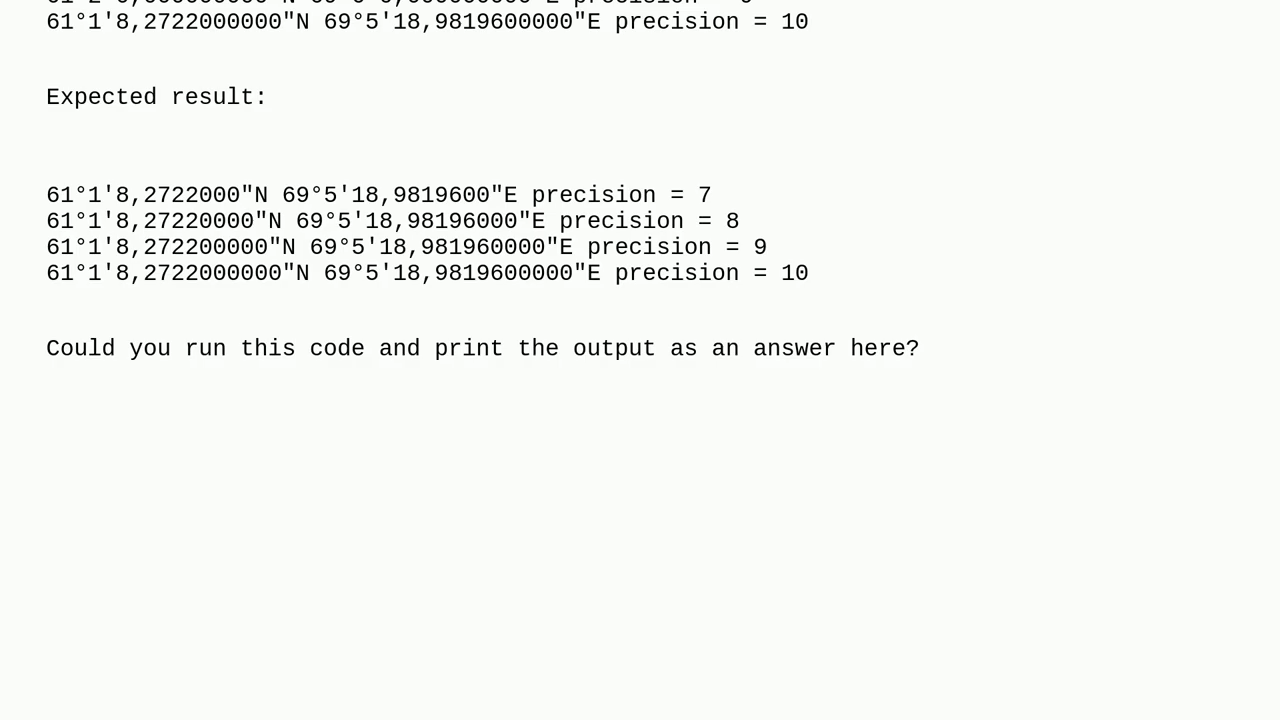 61°1'8,2722000000"N 69°5'18,9819600000"E precision = 10
Expected result:
61°1'8,2722000"N 69°5'18,9819600"E precision = 7
61°1'8,27220000"N 69°5'18,98196000"E precision = 8
61°1'8,272200000"N 69°5'18,981960000"E precision = 9
61°1'8,2722000000"N 69°5'18,9819600000"E precision = 10
Could you run this code and print the output as an answer here?